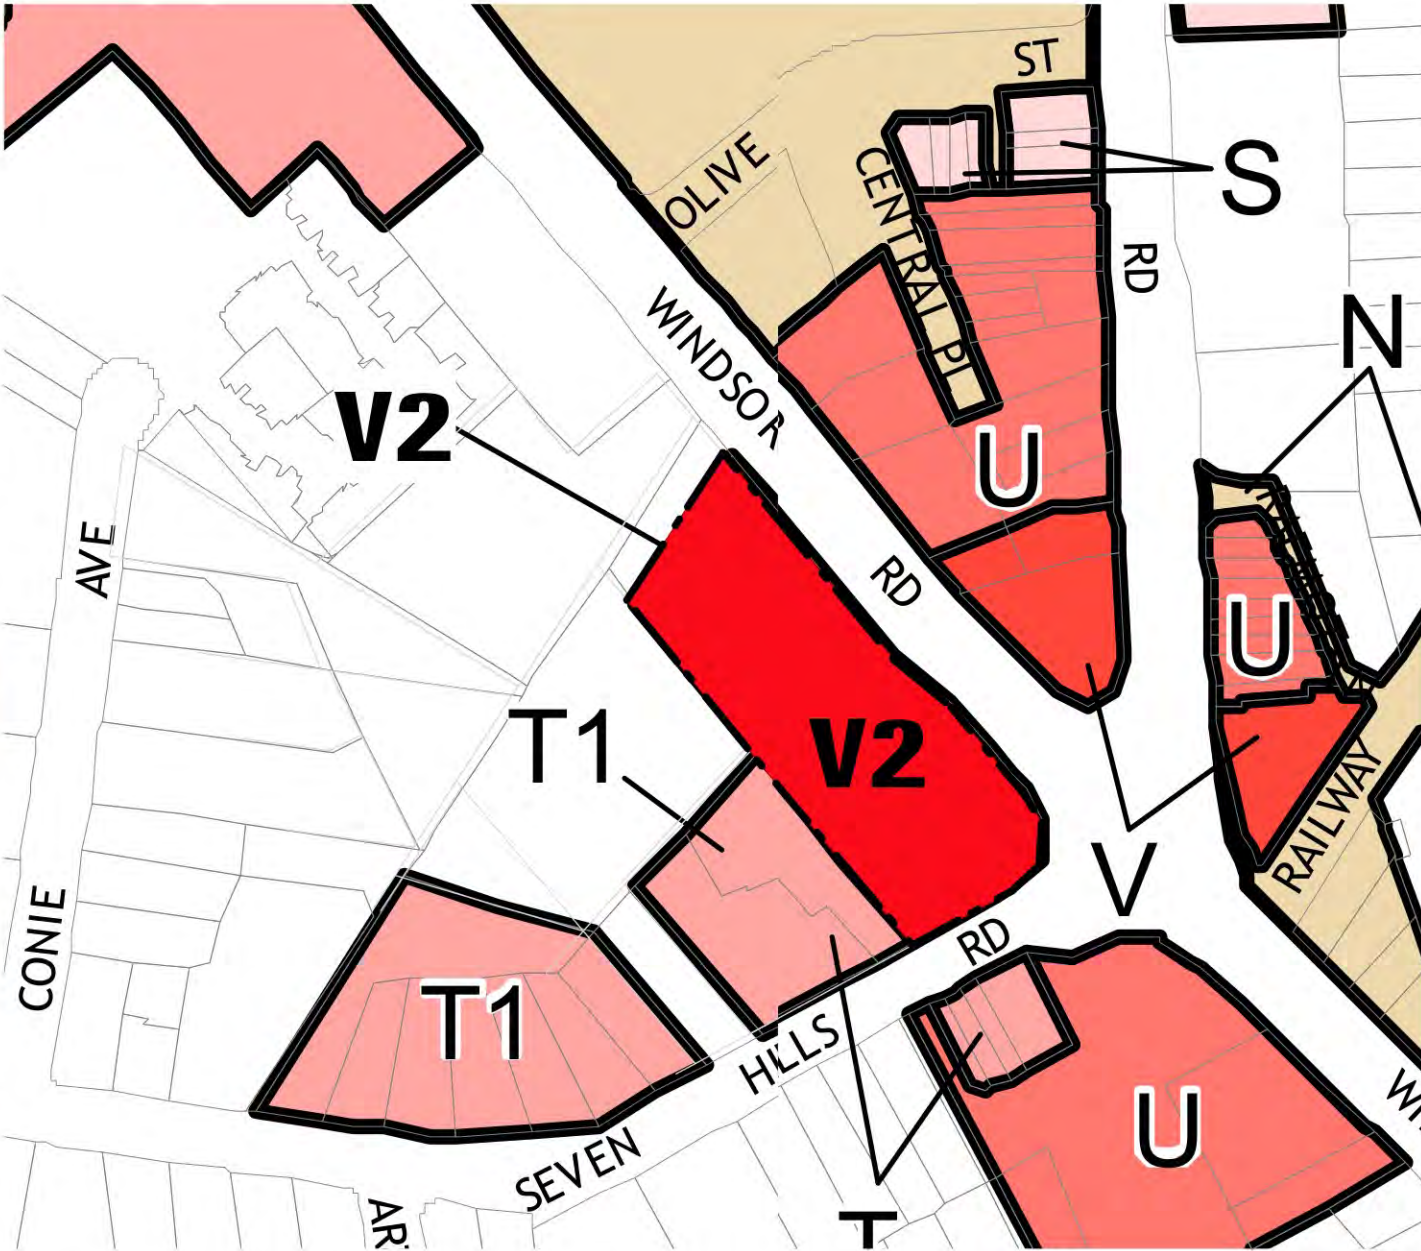 ST
OLIVE
CENTRAL PL
S
RD
WINDSOR
N
V2
U
AVE
RD
U
T1
V2
RAILWAY
V
CONIE
RD
T1
HILLS
U
SEVEN
T